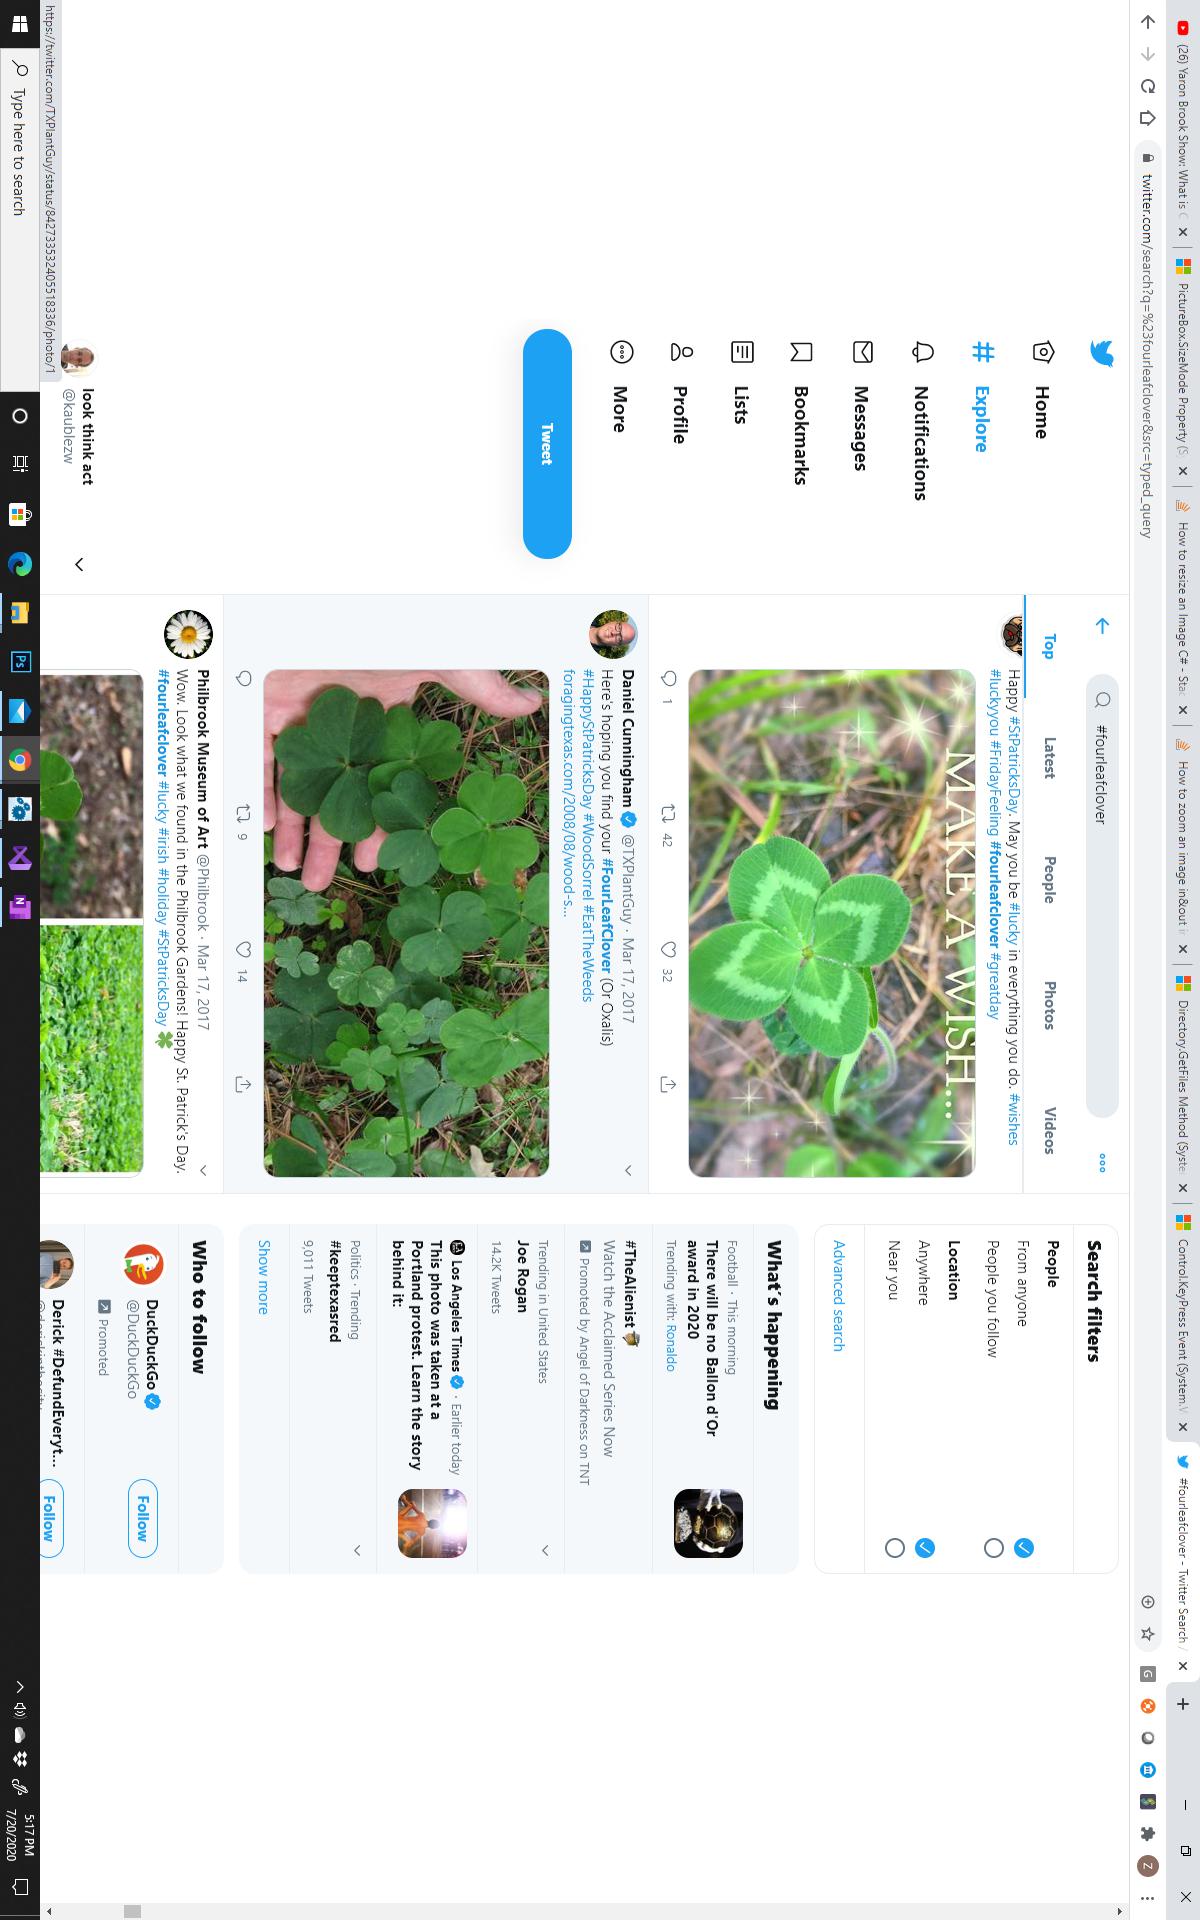 (26) Yaron Brook Show: What is
PictureBox.SizeMode Property (S
How to resize an Image C# - Stac
How to zoom an image in&out in
Directory.GetFiles Method (Syste
Control.KeyPress Event (System.V
#fourleafclover - Twitter Search /
twitter.com/search?q=%23fourleafclover&src=typed_query
G
Z
Home
Explore
Notifications
Messages
Bookmarks
Lists
Profile
More
Tweet
look think act
@kaublezw
#fourleafclover
Top
Latest
People
Photos
Videos
Happy #StPatricksDay. May you be #lucky in everything you do. #wishes
#luckyyou #FridayFeeling #fourleafclover #greatday
MAKE A WISH...
1
42
32
Daniel Cunningham @TXPlantGuy · Mar 17, 2017
Here's hoping you find your #FourLeafClover (Or Oxalis)
#HappyStPatricksDay #WoodSorrel #EatTheWeeds
foragingtexas.com/2008/08/wood-s...
9
14
Philbrook Museum of Art @Philbrook · Mar 17, 2017
Wow. Look what we found in the Philbrook Gardens! Happy St. Patrick's Day.
#fourleafclover #lucky #irish #holiday #StPatricksDay 🍀
Search filters
People
From anyone
People you follow
Location
Anywhere
Near you
Advanced search
What's happening
Football · This morning
There will be no Ballon d'Or
award in 2020
Trending with: Ronaldo
#TheAlienist
Watch the Acclaimed Series Now
Promoted by Angel of Darkness on TNT
Trending in United States
Joe Rogan
14.2K Tweets
Los Angeles Times · Earlier today
This photo was taken at a
Portland protest. Learn the story
behind it:
Politics · Trending
#keeptexasred
9,011 Tweets
Show more
Who to follow
DuckDuckGo
@DuckDuckGo
Follow
Promoted
Derick #DefundEveryt...
Follow
https://twitter.com/TXPlantGuy/status/842733532405518336/photo/1
Type here to search
Ps
N
5:17 PM
7/20/2020